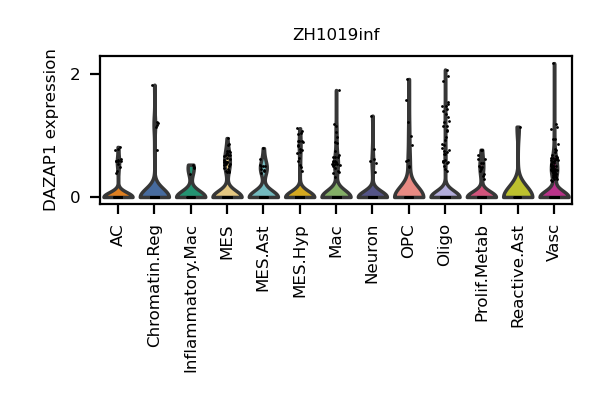 ZH1019inf
DAZAP1 expression
2
0
AC
Chromatin.Reg
Inflammatory.Mac
MES
MES.Ast
MES.Hyp
Mac
Neuron
OPC
Oligo
Prolif.Metab
Reactive.Ast
Vasc